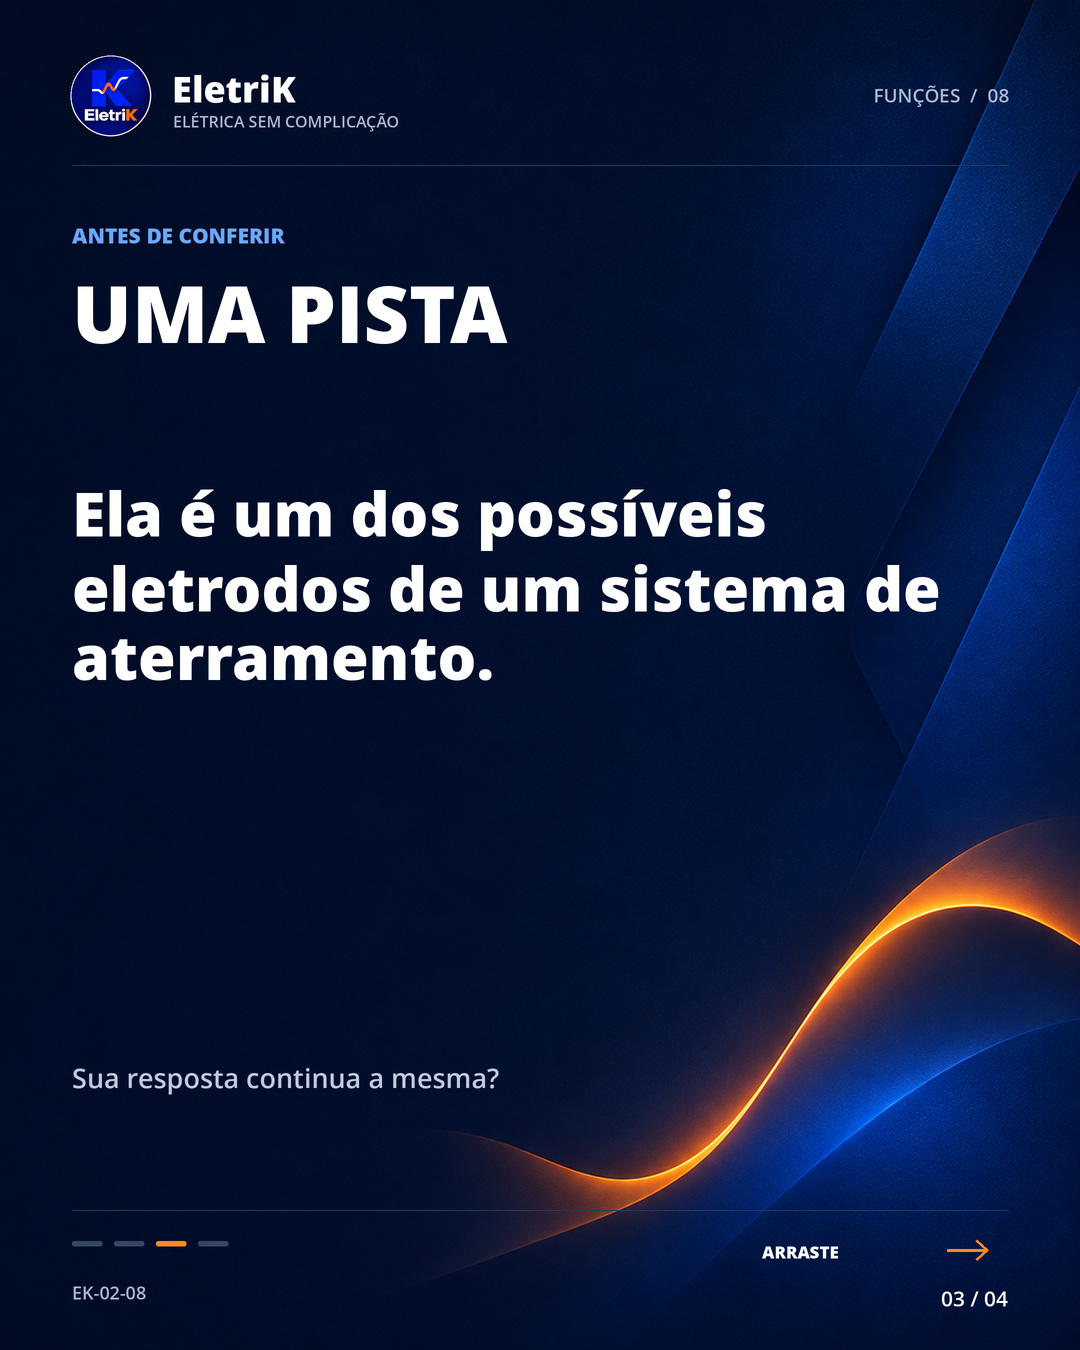 K
EletriK
EletriK
ELÉTRICA SEM COMPLICAÇÃO
FUNÇÕES / 08
ANTES DE CONFERIR
UMA PISTA
Ela é um dos possíveis
eletrodos de um sistema de
aterramento.
Sua resposta continua a mesma?
ARRASTE
EK-02-08
03 / 04